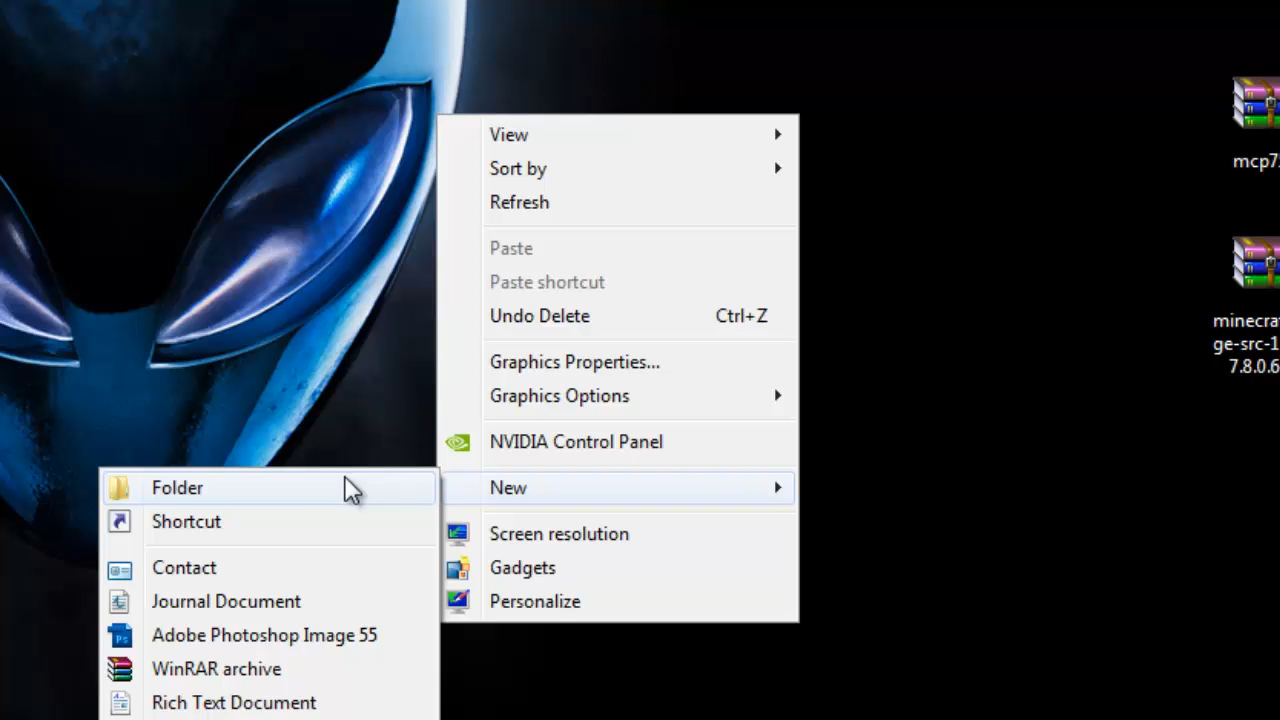 View
Sort by
Refresh
Paste
Paste shortcut
Undo Delete Ctrl+Z
Graphics Properties...
Graphics Options
NVIDIA Control Panel
New
Screen resolution
Gadgets
Personalize
Folder
Shortcut
Contact
Journal Document
Adobe Photoshop Image 55
WinRAR archive
Rich Text Document
mcp7
minecra
ge-src-1
7.8.0.6